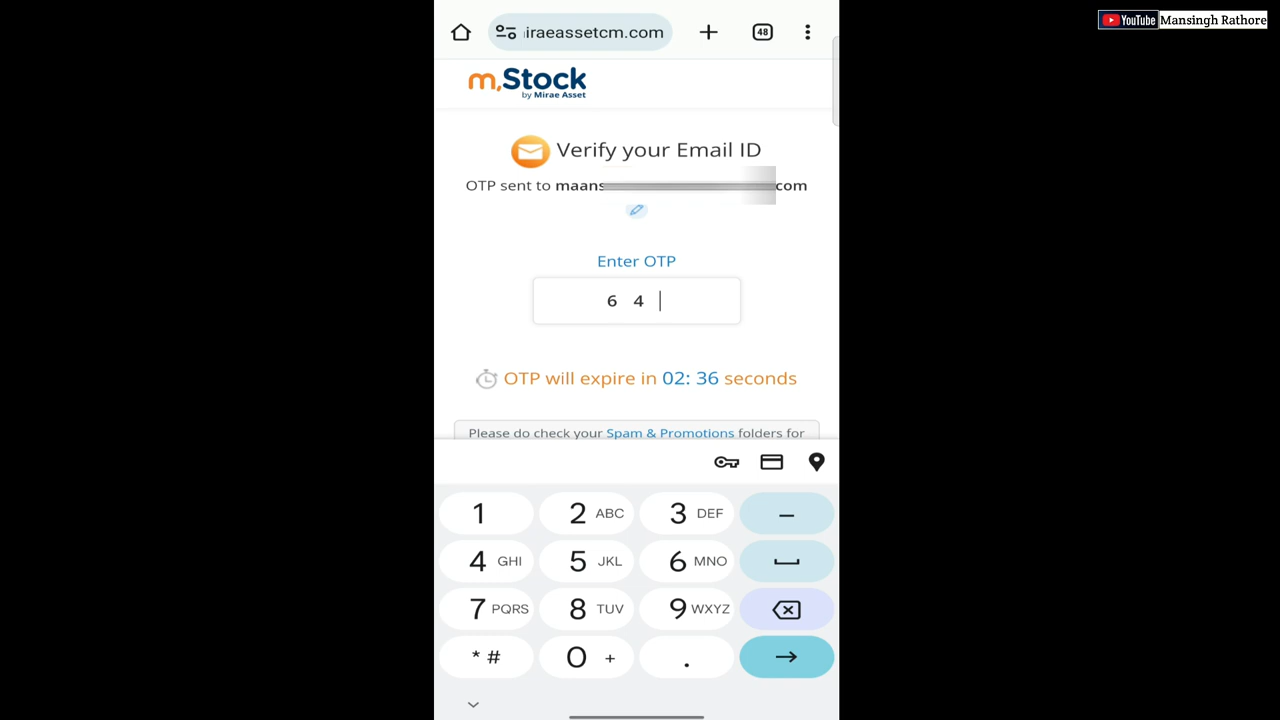 YouTube Mansingh Rathore
iraeassetcm.com
48
m.Stock
by Mirae Asset
Verify your Email ID
OTP sent to maans com
Enter OTP
6 4
OTP will expire in 02: 36 seconds
Please do check your Spam & Promotions folders for
1 2 ABC 3 DEF –
4 GHI 5 JKL 6 MNO
7 PQRS 8 TUV 9 WXYZ
* # 0 + .